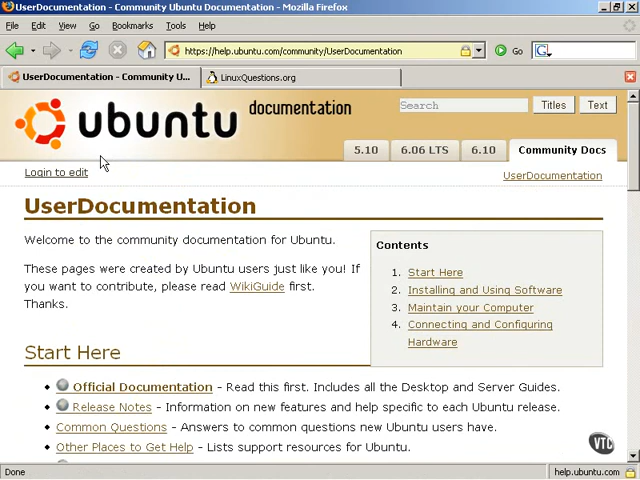 UserDocumentation - Community Ubuntu Documentation - Mozilla Firefox
File Edit View Go Bookmarks Tools Help
https://help.ubuntu.com/community/UserDocumentation Go G
UserDocumentation - Community U... LinuxQuestions.org
ubuntu documentation Search Titles Text
5.10 6.06 LTS 6.10 Community Docs
Login to edit UserDocumentation
UserDocumentation
Welcome to the community documentation for Ubuntu.
These pages were created by Ubuntu users just like you! If
you want to contribute, please read WikiGuide first.
Thanks.
Contents
1. Start Here
2. Installing and Using Software
3. Maintain your Computer
4. Connecting and Configuring
Hardware
Start Here
Official Documentation - Read this first. Includes all the Desktop and Server Guides.
Release Notes - Information on new features and help specific to each Ubuntu release.
Common Questions - Answers to common questions new Ubuntu users have.
Other Places to Get Help - Lists support resources for Ubuntu.
VTC
Done help.ubuntu.com